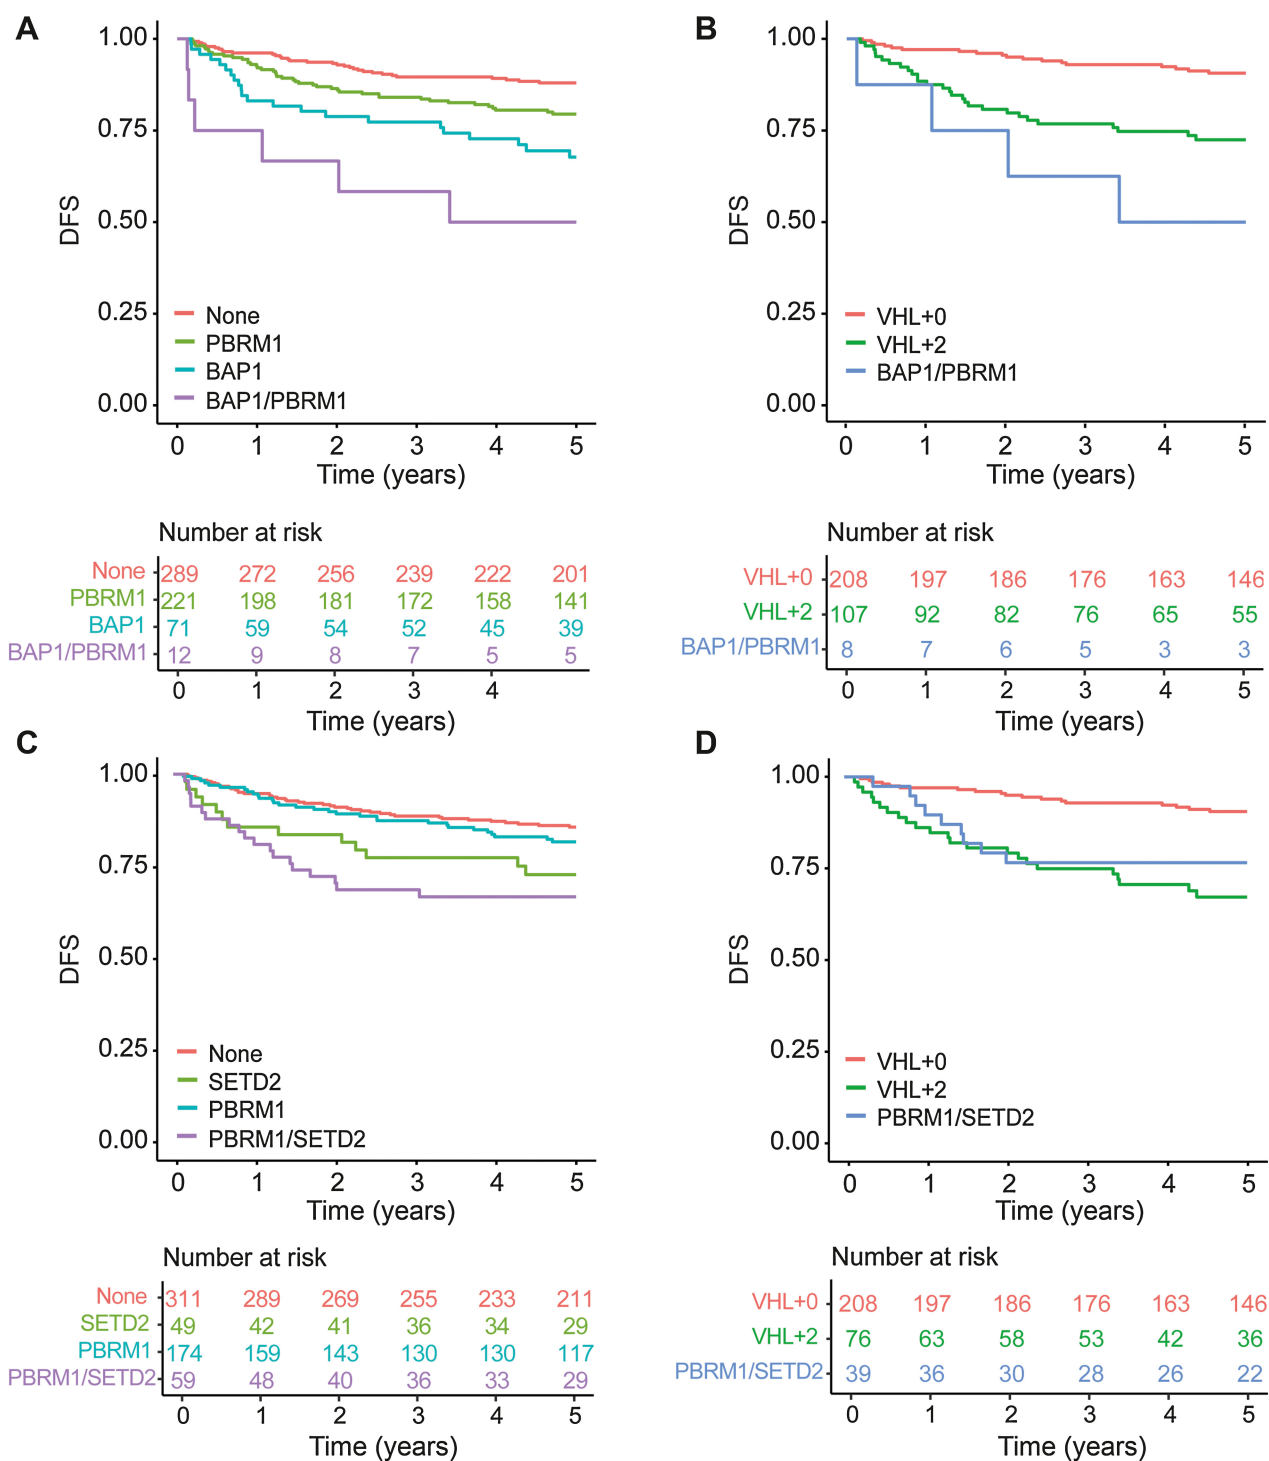 A
1.00
0.75
0.50
0.25
0.00
DFS
None
PBRM1
BAP1
BAP1/PBRM1
0 1 2 3 4 5
Time (years)
Number at risk
None 289 272 256 239 222 201
PBRM1 221 198 181 172 158 141
BAP1 71 59 54 52 45 39
BAP1/PBRM1 12 9 8 7 5 5
0 1 2 3 4
Time (years)
B
1.00
0.75
0.50
0.25
0.00
DFS
VHL+0
VHL+2
BAP1/PBRM1
0 1 2 3 4 5
Time (years)
Number at risk
VHL+0 208 197 186 176 163 146
VHL+2 107 92 82 76 65 55
BAP1/PBRM1 8 7 6 5 3 3
0 1 2 3 4 5
Time (years)
C
1.00
0.75
0.50
0.25
0.00
DFS
None
SETD2
PBRM1
PBRM1/SETD2
0 1 2 3 4 5
Time (years)
Number at risk
None 311 289 269 255 233 211
SETD2 49 42 41 36 34 29
PBRM1 174 159 143 130 130 117
PBRM1/SETD2 59 48 40 36 33 29
0 1 2 3 4 5
Time (years)
D
1.00
0.75
0.50
0.25
0.00
DFS
VHL+0
VHL+2
PBRM1/SETD2
0 1 2 3 4 5
Time (years)
Number at risk
VHL+0 208 197 186 176 163 146
VHL+2 76 63 58 53 42 36
PBRM1/SETD2 39 36 30 28 26 22
0 1 2 3 4 5
Time (years)